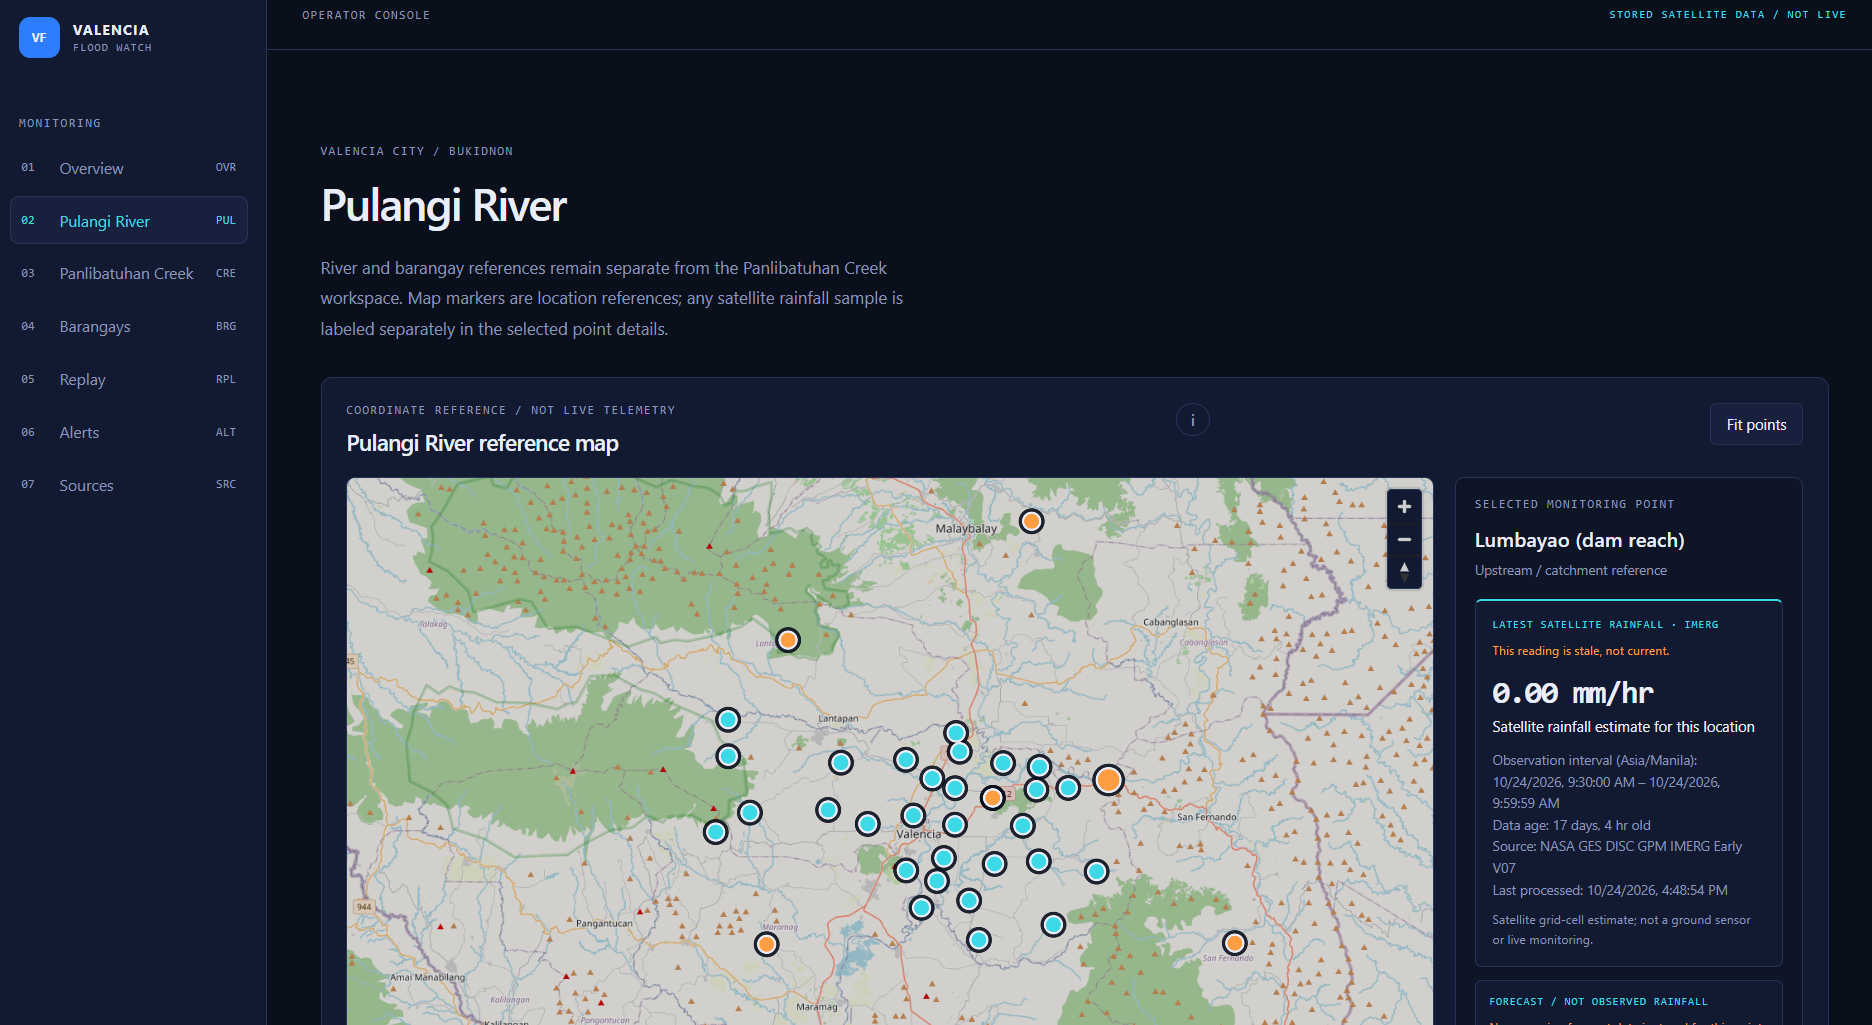 VF
VALENCIA
FLOOD WATCH
OPERATOR CONSOLE
STORED SATELLITE DATA / NOT LIVE
MONITORING
01 Overview OVR
02 Pulangi River PUL
03 Panlibatuhan Creek CRE
04 Barangays BRG
05 Replay RPL
06 Alerts ALT
07 Sources SRC
VALENCIA CITY / BUKIDNON
Pulangi River
River and barangay references remain separate from the Panlibatuhan Creek
workspace. Map markers are location references; any satellite rainfall sample is
labeled separately in the selected point details.
COORDINATE REFERENCE / NOT LIVE TELEMETRY
Pulangi River reference map
i
Fit points
Malaybalay
Talakag
Cabanglasan
Cabanglasan
45
Lantapan
Valencia
San Fernando
944
Pangantucan
Maramag
San Fernando
Amai Manabilang
Kalilangan
Maramag
Pangantucan
Kalilangan
SELECTED MONITORING POINT
Lumbayao (dam reach)
Upstream / catchment reference
LATEST SATELLITE RAINFALL · IMERG
This reading is stale, not current.
0.00 mm/hr
Satellite rainfall estimate for this location
Observation interval (Asia/Manila):
10/24/2026, 9:30:00 AM – 10/24/2026,
9:59:59 AM
Data age: 17 days, 4 hr old
Source: NASA GES DISC GPM IMERG Early
V07
Last processed: 10/24/2026, 4:48:54 PM
Satellite grid-cell estimate; not a ground sensor
or live monitoring.
FORECAST / NOT OBSERVED RAINFALL